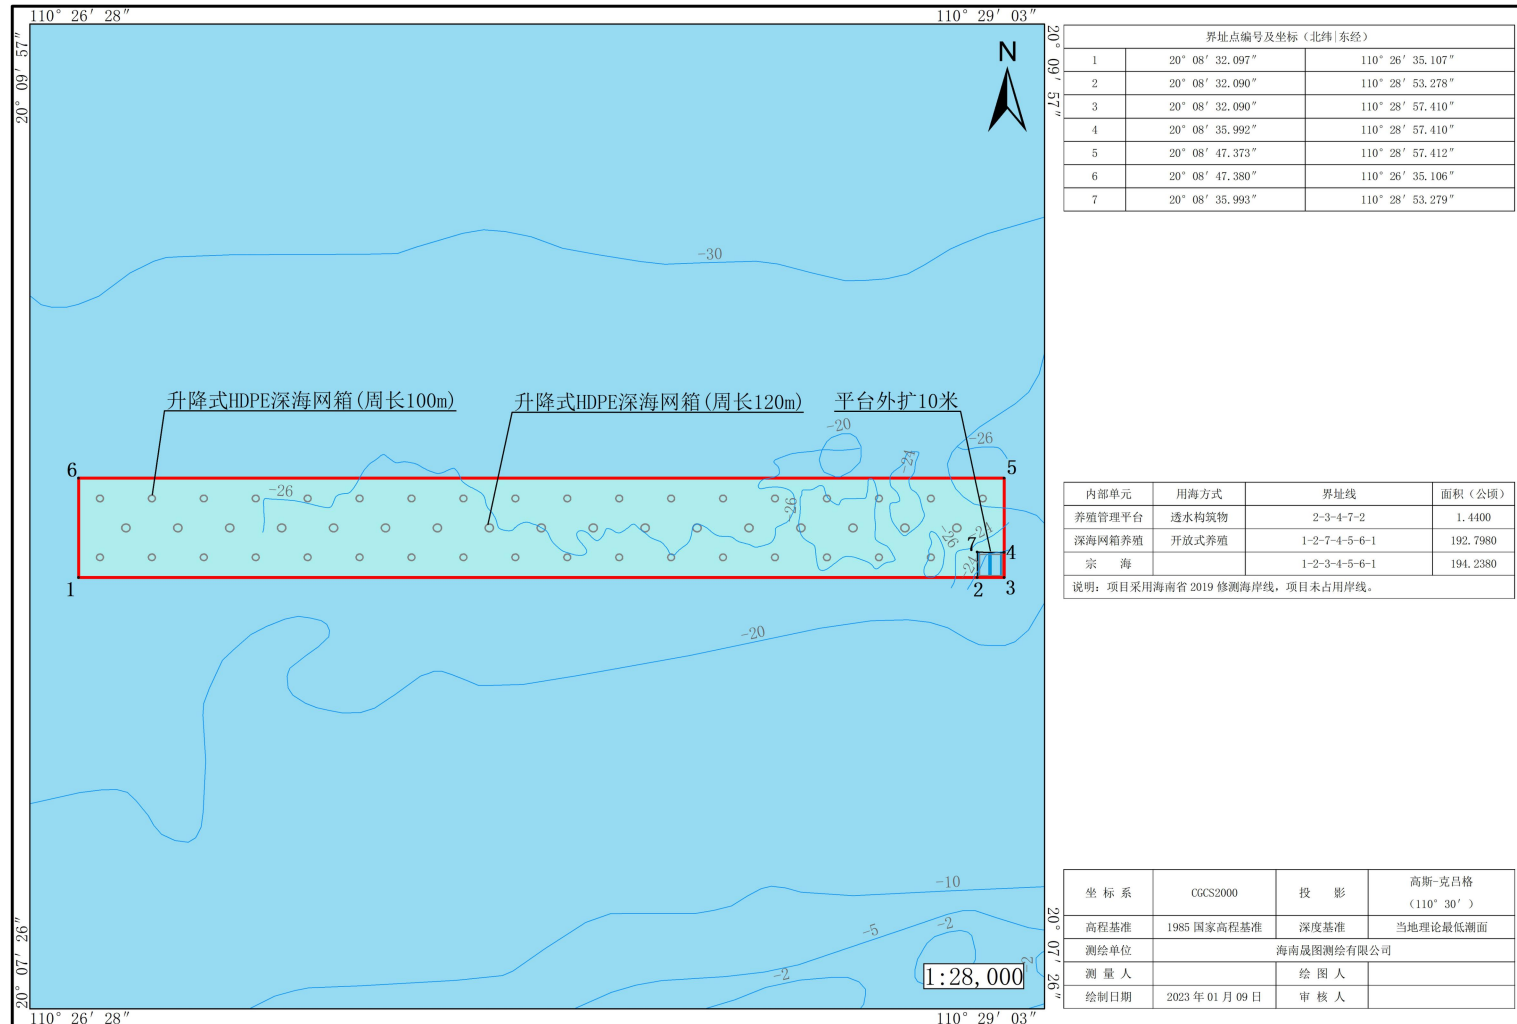 110° 26′ 28″
110° 29′ 03″
20° 09′ 57″
20° 09′ 57″
N
-30
升降式HDPE深海网箱(周长100m)
升降式HDPE深海网箱(周长120m)
平台外扩10米
-20
-26
-24
6
5
-26
-26
-26
-24
7
4
-24
1
2
3
-20
-10
-5
-2
-2
-2
1:28,000
20° 07′ 26″
20° 07′ 26″
110° 26′ 28″
110° 29′ 03″
界址点编号及坐标（北纬|东经）
1 20° 08′ 32.097″ 110° 26′ 35.107″
2 20° 08′ 32.090″ 110° 28′ 53.278″
3 20° 08′ 32.090″ 110° 28′ 57.410″
4 20° 08′ 35.992″ 110° 28′ 57.410″
5 20° 08′ 47.373″ 110° 28′ 57.412″
6 20° 08′ 47.380″ 110° 26′ 35.106″
7 20° 08′ 35.993″ 110° 28′ 53.279″
内部单元 用海方式 界址线 面积（公顷）
养殖管理平台 透水构筑物 2-3-4-7-2 1.4400
深海网箱养殖 开放式养殖 1-2-7-4-5-6-1 192.7980
宗 海 1-2-3-4-5-6-1 194.2380
说明：项目采用海南省 2019 修测海岸线，项目未占用岸线。
坐标系 CGCS2000 投 影 高斯-克吕格
（110° 30′ ）
高程基准 1985 国家高程基准 深度基准 当地理论最低潮面
测绘单位 海南晟图测绘有限公司
测量人 绘图人
绘制日期 2023 年 01 月 09 日 审核人